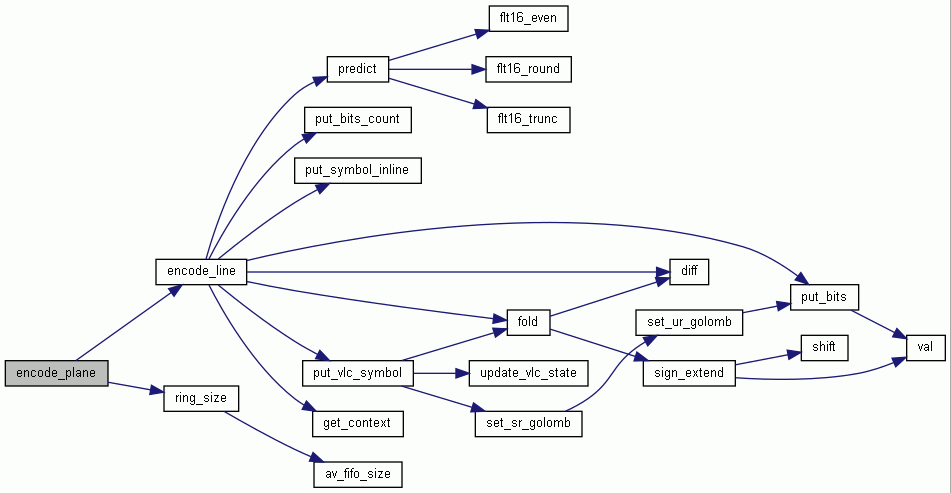 flt16_even
predict
flt16_round
put_bits_count
flt16_trunc
put_symbol_inline
encode_line
diff
put_bits
fold
set_ur_golomb
shift
val
encode_plane
put_vlc_symbol
update_vlc_state
sign_extend
ring_size
get_context
set_sr_golomb
av_fifo_size